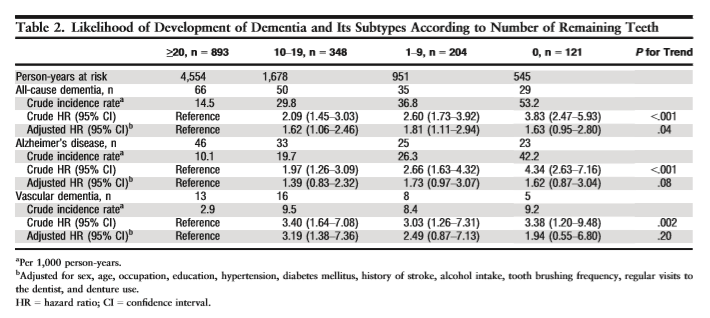 Table 2. Likelihood of Development of Dementia and Its Subtypes According to Number of Remaining Teeth
≥20, n = 893 10–19, n = 348 1–9, n = 204 0, n = 121 P for Trend
Person-years at risk 4,554 1,678 951 545
All-cause dementia, n 66 50 35 29
Crude incidence rateᵃ 14.5 29.8 36.8 53.2
Crude HR (95% CI) Reference 2.09 (1.45–3.03) 2.60 (1.73–3.92) 3.83 (2.47–5.93) <.001
Adjusted HR (95% CI)ᵇ Reference 1.62 (1.06–2.46) 1.81 (1.11–2.94) 1.63 (0.95–2.80) .04
Alzheimer's disease, n 46 33 25 23
Crude incidence rate 10.1 19.7 26.3 42.2
Crude HR (95% CI) Reference 1.97 (1.26–3.09) 2.66 (1.63–4.32) 4.34 (2.63–7.16) <.001
Adjusted HR (95% CI)ᵇ Reference 1.39 (0.83–2.32) 1.73 (0.97–3.07) 1.62 (0.87–3.04) .08
Vascular dementia, n 13 16 8 5
Crude incidence rateᵃ 2.9 9.5 8.4 9.2
Crude HR (95% CI) Reference 3.40 (1.64–7.08) 3.03 (1.26–7.31) 3.38 (1.20–9.48) .002
Adjusted HR (95% CI)ᵇ Reference 3.19 (1.38–7.36) 2.49 (0.87–7.13) 1.94 (0.55–6.80) .20
ᵃPer 1,000 person-years.
ᵇAdjusted for sex, age, occupation, education, hypertension, diabetes mellitus, history of stroke, alcohol intake, tooth brushing frequency, regular visits to
the dentist, and denture use.
HR = hazard ratio; CI = confidence interval.